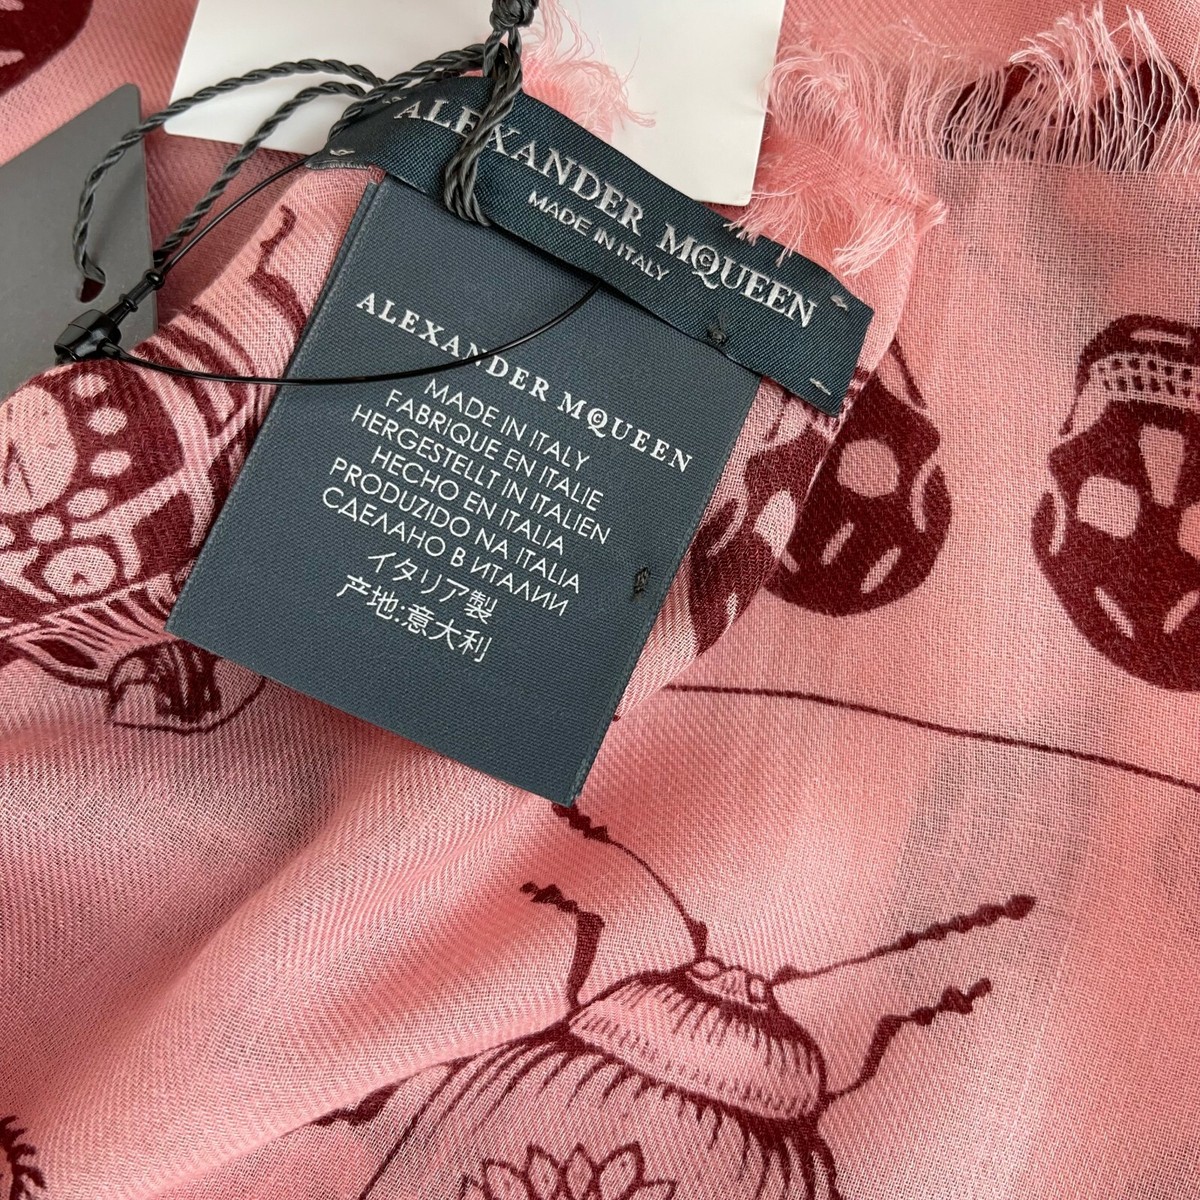 ALEXANDER MCQUEEN
MADE IN ITALY
ALEXANDER MCQUEEN
MADE IN ITALY
FABRIQUE EN ITALIE
HERGESTELLT IN ITALIEN
HECHO EN ITALIA
PRODUZIDO NA ITALIA
СДЕЛАНО В ИТАЛИИ
イタリア製
产地:意大利